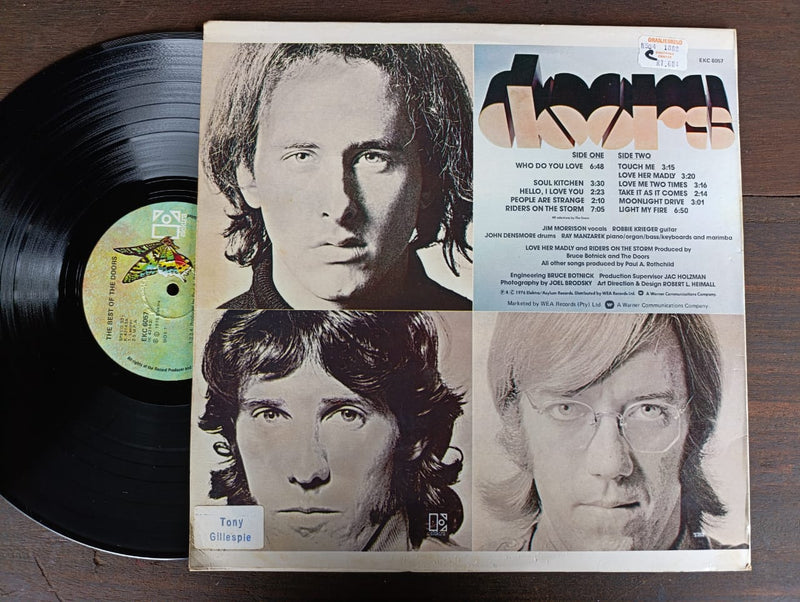 GRAMMOFOON
EKC 6057
doors
SIDE ONE SIDE TWO
WHO DO YOU LOVE 6:48 TOUCH ME 3:15
LOVE HER MADLY 3:20
SOUL KITCHEN 3:30 LOVE ME TWO TIMES 3:16
HELLO, I LOVE YOU 2:23 TAKE IT AS IT COMES 2:14
PEOPLE ARE STRANGE 2:10 MOONLIGHT DRIVE 3:01
RIDERS ON THE STORM 7:05 LIGHT MY FIRE 6:50
All selections by The Doors
JIM MORRISON vocals ROBBIE KRIEGER guitar
JOHN DENSMORE drums RAY MANZAREK piano/organ/bass/keyboards and marimba
LOVE HER MADLY and RIDERS ON THE STORM Produced by
Bruce Botnick and The Doors
All other songs produced by Paul A. Rothchild
Engineering BRUCE BOTNICK Production Supervisor JAC HOLZMAN
Photography by JOEL BRODSKY Art Direction & Design ROBERT L. HEIMALL
Marketed by WEA Records (Pty) Ltd. A Warner Communications Company
THE BEST OF THE DOORS
EKC 6057
Tony
Gillespie